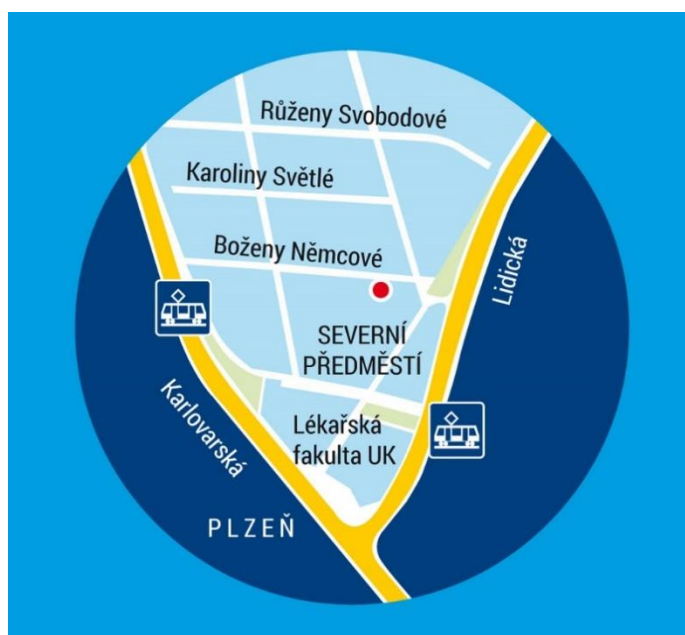 Růženy Svobodové
Karoliny Světlé
Boženy Němcové
Lidická
SEVERNÍ
PŘEDMĚSTÍ
Karlovarská
Lékařská
fakulta UK
PLZEŇ